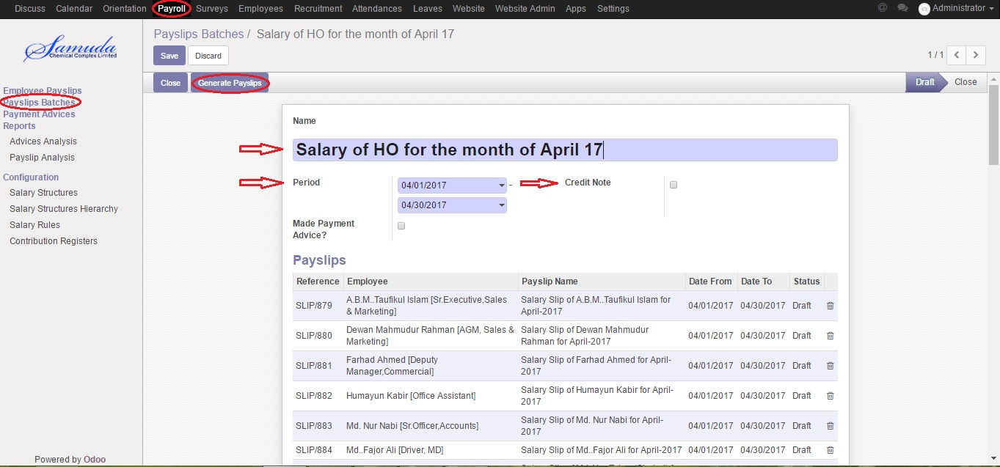 Discuss Calendar Orientation Payroll Surveys Employees Recruitment Attendances Leaves Website Website Admin Apps Settings @ Administrator
Samuda
Chemical Complex Limited
Employee Payslips
Payslips Batches
Payment Advices
Reports
Advices Analysis
Payslip Analysis
Configuration
Salary Structures
Salary Structures Hierarchy
Salary Rules
Contribution Registers
Powered by Odoo
Payslips Batches / Salary of HO for the month of April 17
Save Discard 1 / 1
Close Generate Payslips Draft Close
Name
Salary of HO for the month of April 17
Period 04/01/2017 - Credit Note
04/30/2017
Made Payment
Advice?
Payslips
Reference Employee Payslip Name Date From Date To Status
SLIP/879 A.B.M..Taufikul Islam [Sr.Executive,Sales & Marketing] Salary Slip of A.B.M..Taufikul Islam for April-2017 04/01/2017 04/30/2017 Draft
SLIP/880 Dewan Mahmudur Rahman [AGM, Sales & Marketing] Salary Slip of Dewan Mahmudur Rahman for April-2017 04/01/2017 04/30/2017 Draft
SLIP/881 Farhad Ahmed [Deputy Manager,Commercial] Salary Slip of Farhad Ahmed for April-2017 04/01/2017 04/30/2017 Draft
SLIP/882 Humayun Kabir [Office Assistant] Salary Slip of Humayun Kabir for April-2017 04/01/2017 04/30/2017 Draft
SLIP/883 Md. Nur Nabi [Sr.Officer,Accounts] Salary Slip of Md. Nur Nabi for April-2017 04/01/2017 04/30/2017 Draft
SLIP/884 Md..Fajor Ali [Driver, MD] Salary Slip of Md..Fajor Ali for April-2017 04/01/2017 04/30/2017 Draft